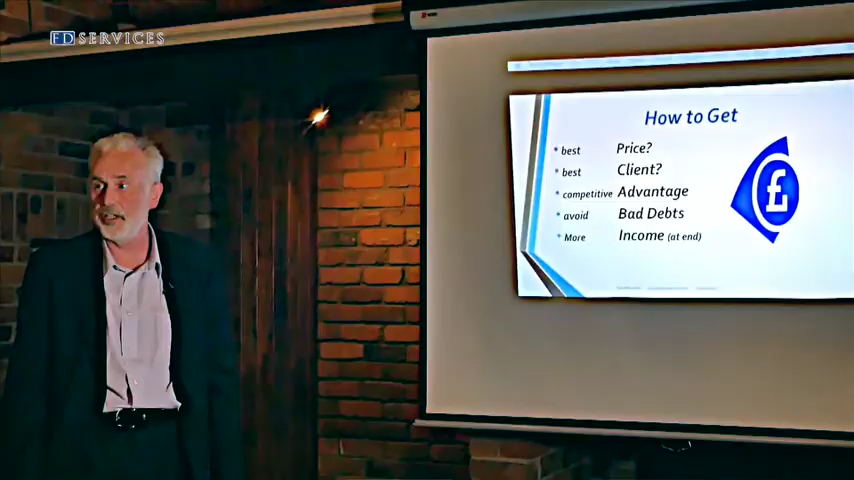 FD SERVICES
How to Get
* best Price?
* best Client?
* competitive Advantage
* avoid Bad Debts
* More Income (at end)
£